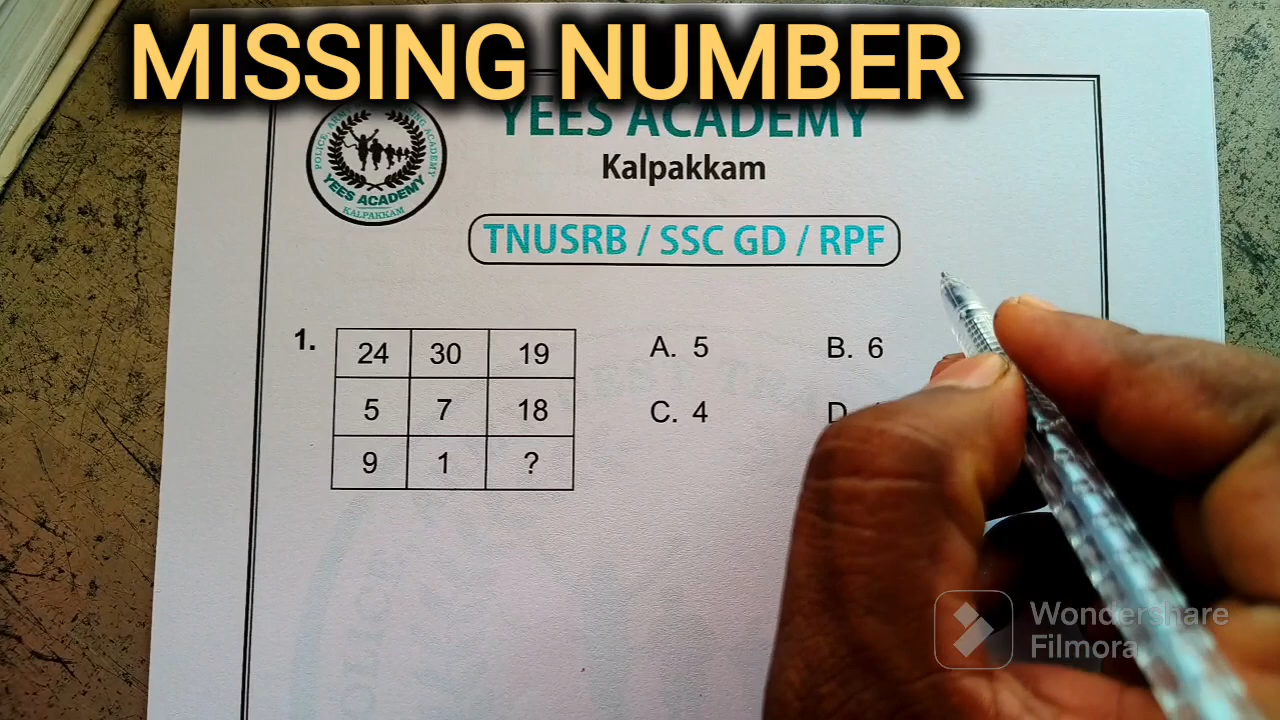 MISSING NUMBER
YEES ACADEMY
YEES ACADEMY
KALPAKKAM
Kalpakkam
TNUSRB / SSC GD / RPF
1. 24 30 19 A. 5 B. 6
5 7 18 C. 4 D.
9 1 ?
Wondershare
Filmora